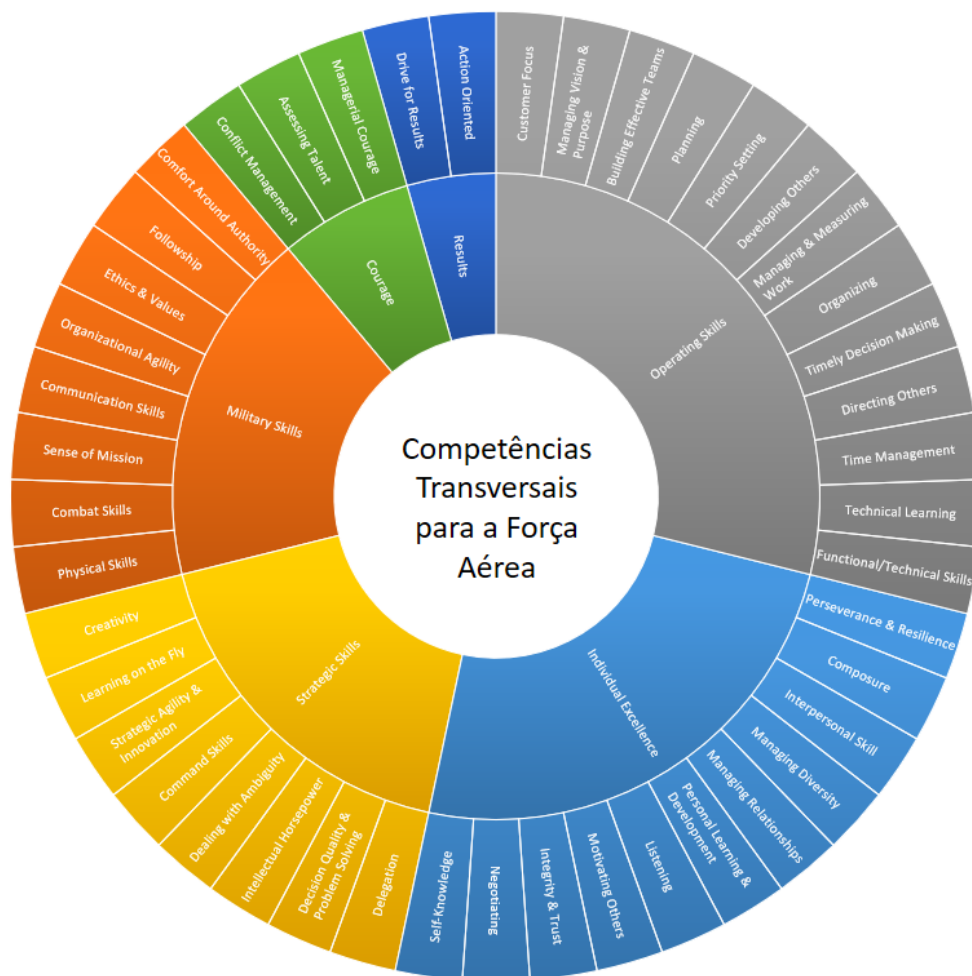 Competências
Transversais
para a Força
Aérea
Operating Skills
Customer Focus
Managing Vision &
Purpose
Building Effective Teams
Planning
Priority Setting
Developing Others
Managing & Measuring
Work
Organizing
Timely Decision Making
Directing Others
Time Management
Technical Learning
Functional/Technical Skills
Individual Excellence
Perseverance & Resilience
Composure
Interpersonal Skill
Managing Diversity
Managing Relationships
Personal Learning &
Development
Listening
Motivating Others
Integrity & Trust
Negotiating
Self-Knowledge
Strategic Skills
Delegation
Decision Quality &
Problem Solving
Intellectual Horsepower
Dealing with Ambiguity
Command Skills
Strategic Agility &
Innovation
Learning on the Fly
Creativity
Military Skills
Physical Skills
Combat Skills
Sense of Mission
Communication Skills
Organizational Agility
Ethics & Values
Followship
Comfort Around Authority
Courage
Conflict Management
Assessing Talent
Managerial Courage
Results
Drive for Results
Action Oriented